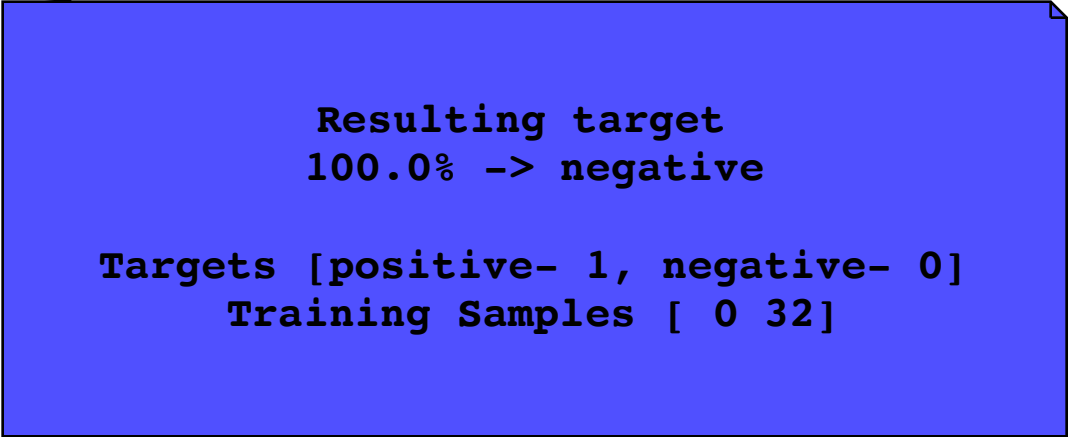 Resulting target
100.0% -> negative
Targets [positive- 1, negative- 0]
Training Samples [ 0 32]